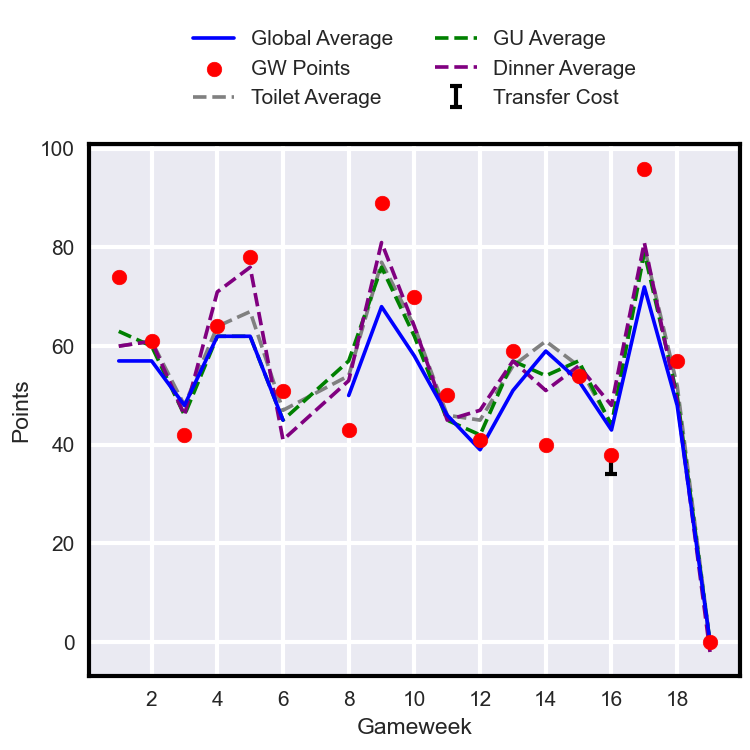 Global Average
GW Points
Toilet Average
GU Average
Dinner Average
Transfer Cost
100
80
60
40
20
0
Points
2 4 6 8 10 12 14 16 18
Gameweek